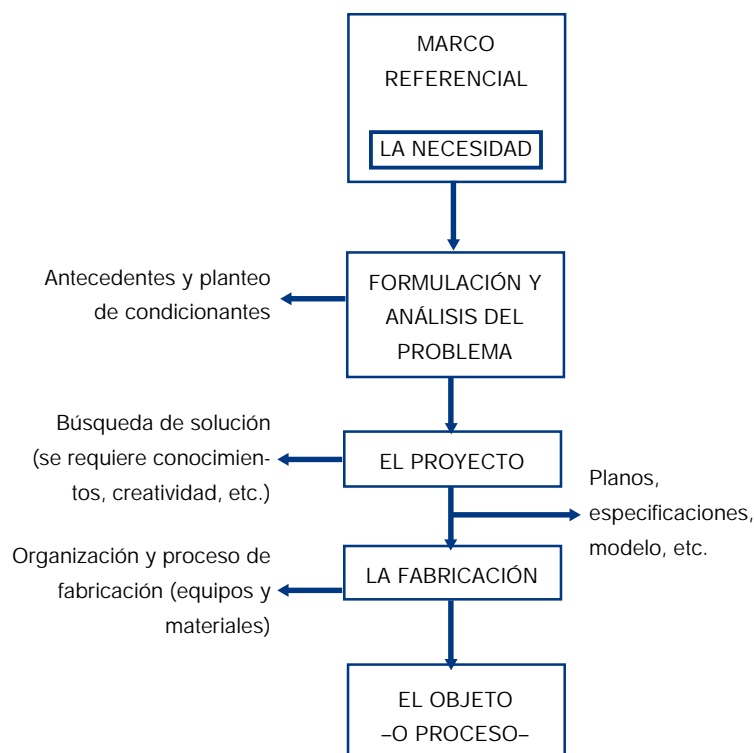 MARCO
REFERENCIAL
LA NECESIDAD
Antecedentes y planteo
de condicionantes
FORMULACIÓN Y
ANÁLISIS DEL
PROBLEMA
Búsqueda de solución
(se requiere conocimien-
tos, creatividad, etc.)
EL PROYECTO
Planos,
especificaciones,
modelo, etc.
Organización y proceso de
fabricación (equipos y
materiales)
LA FABRICACIÓN
EL OBJETO
–O PROCESO–